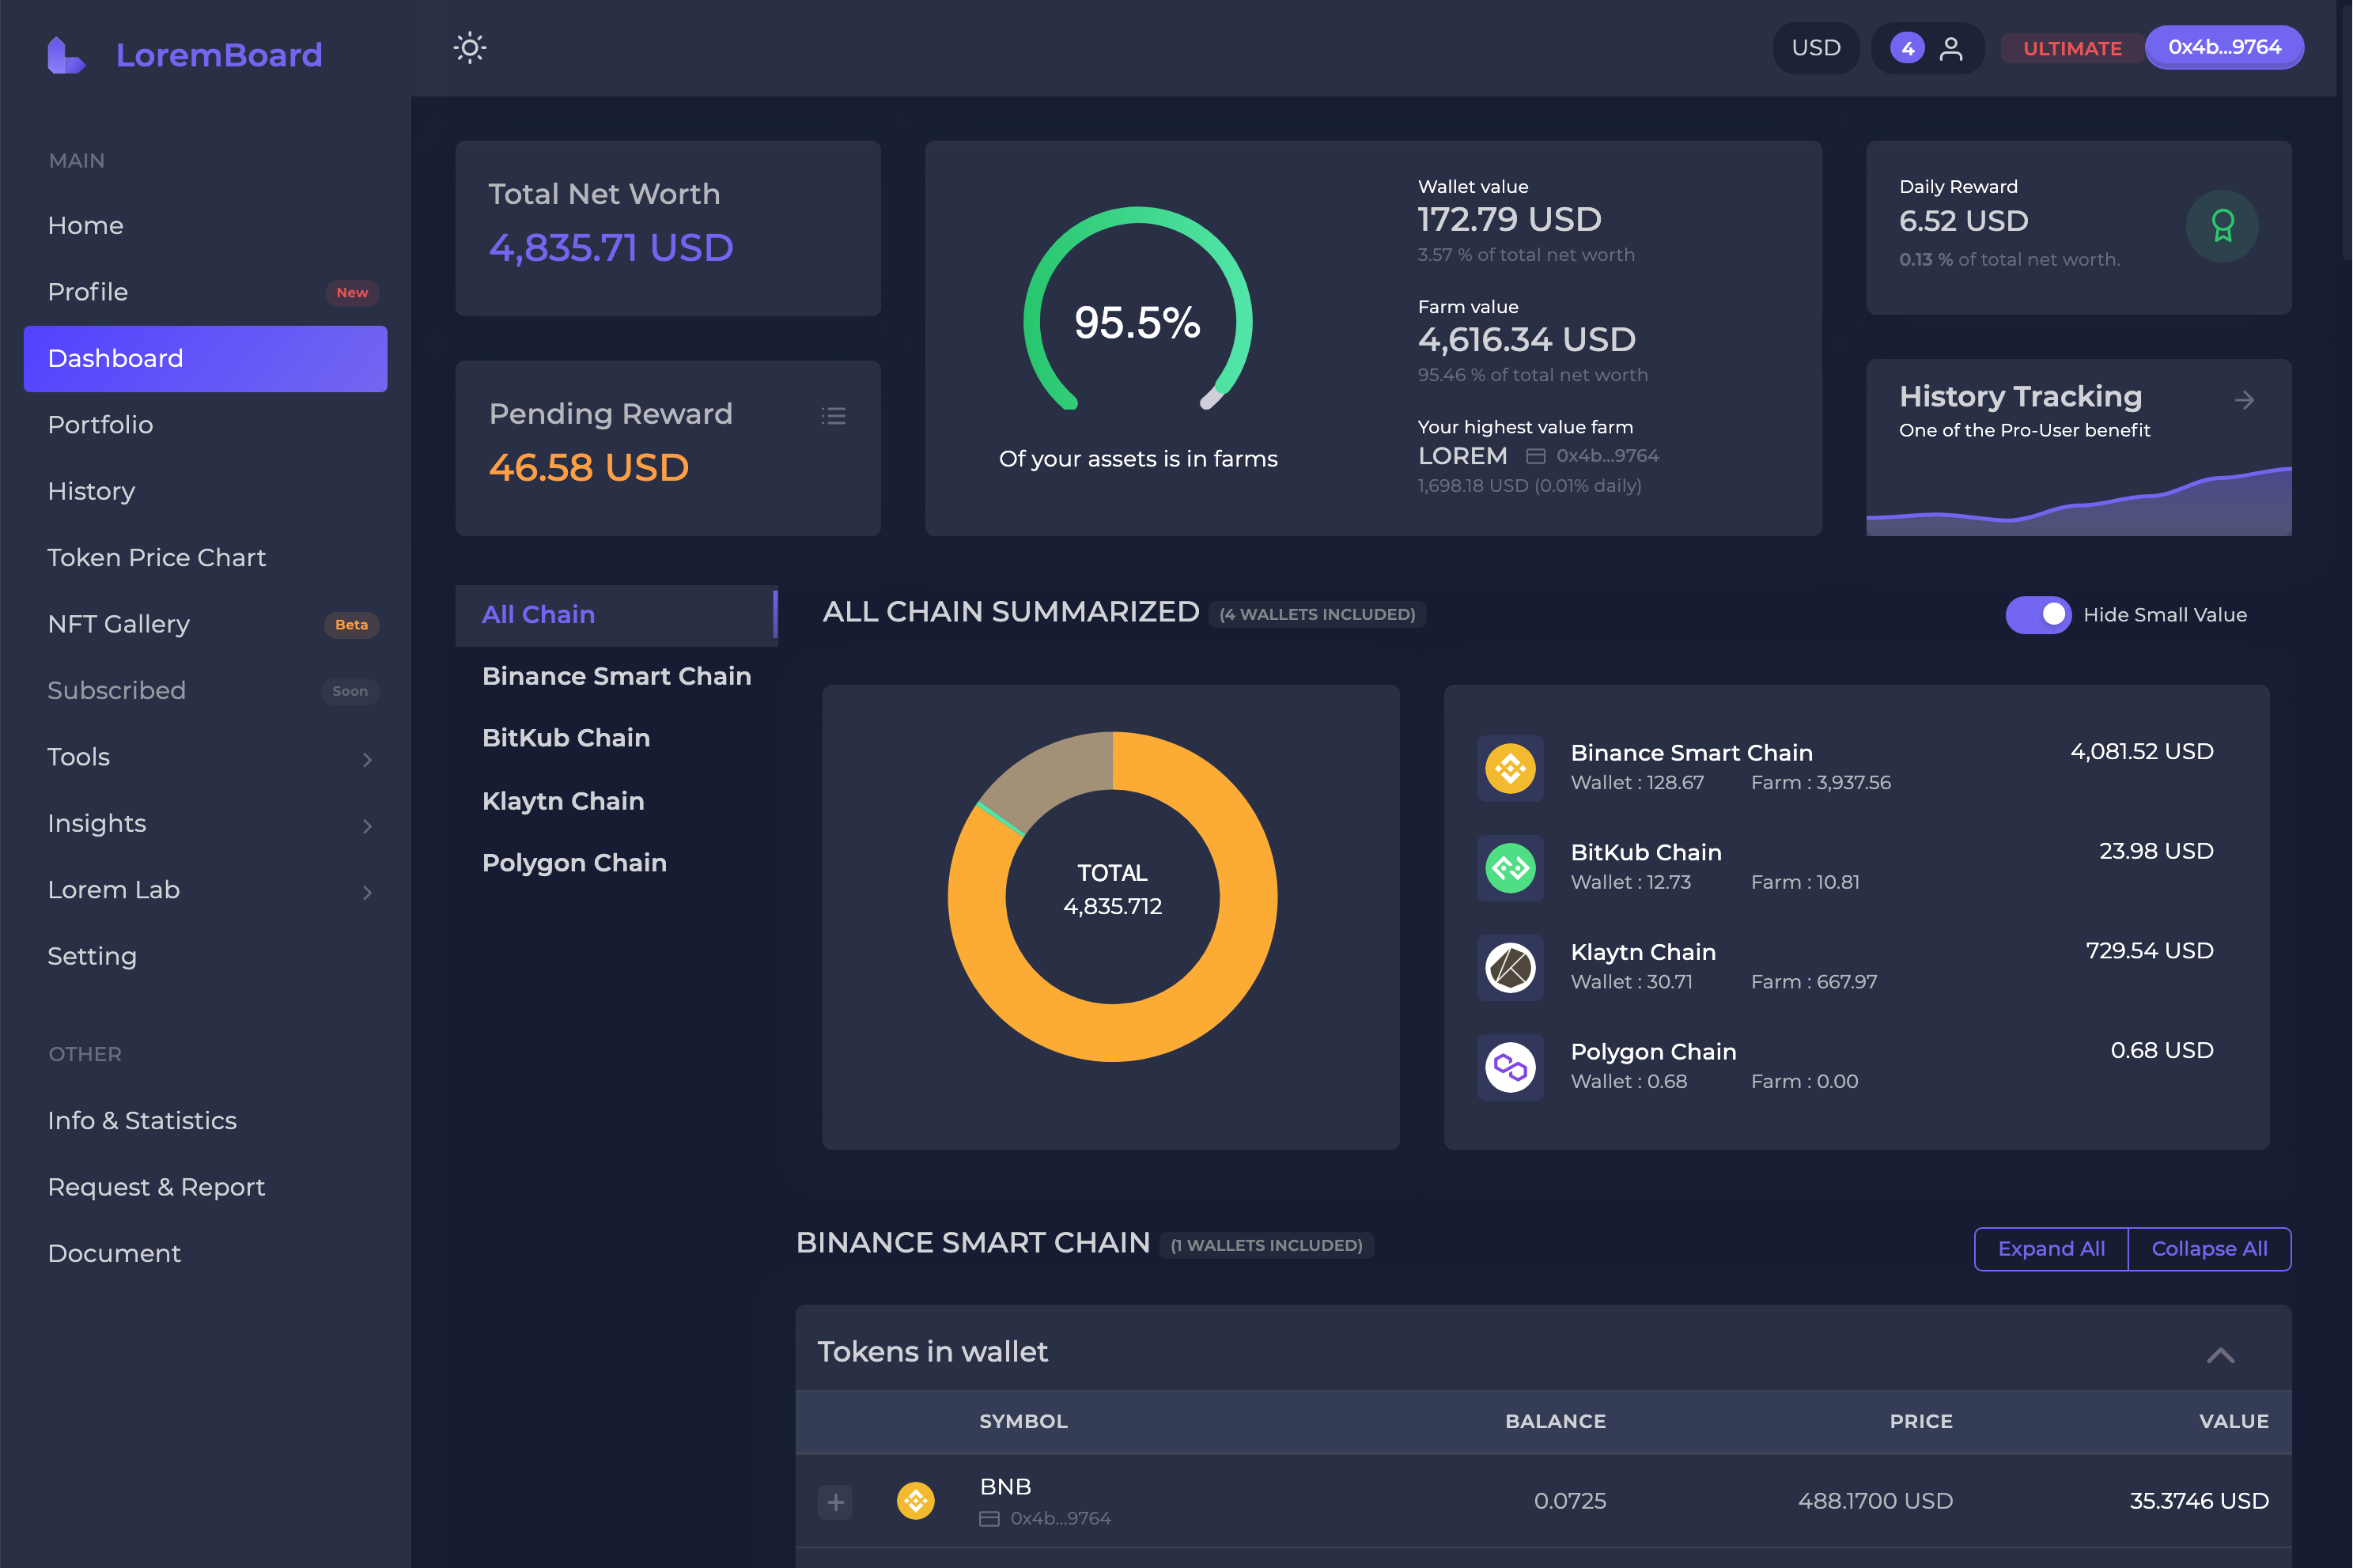 LoremBoard
MAIN
Home
Profile
New
Dashboard
Portfolio
History
Token Price Chart
NFT Gallery
Beta
Subscribed
Soon
Tools
Insights
Lorem Lab
Setting
OTHER
Info & Statistics
Request & Report
Document
USD
4
ULTIMATE
0x4b...9764
Total Net Worth
4,835.71 USD
Pending Reward
46.58 USD
95.5%
Of your assets is in farms
Wallet value
172.79 USD
3.57 % of total net worth
Farm value
4,616.34 USD
95.46 % of total net worth
Your highest value farm
LOREM 0x4b...9764
1,698.18 USD (0.01% daily)
Daily Reward
6.52 USD
0.13 % of total net worth.
History Tracking
One of the Pro-User benefit
All Chain
Binance Smart Chain
BitKub Chain
Klaytn Chain
Polygon Chain
ALL CHAIN SUMMARIZED (4 WALLETS INCLUDED)
Hide Small Value
TOTAL
4,835.712
Binance Smart Chain 4,081.52 USD
Wallet : 128.67 Farm : 3,937.56
BitKub Chain 23.98 USD
Wallet : 12.73 Farm : 10.81
Klaytn Chain 729.54 USD
Wallet : 30.71 Farm : 667.97
Polygon Chain 0.68 USD
Wallet : 0.68 Farm : 0.00
BINANCE SMART CHAIN (1 WALLETS INCLUDED)
Expand All Collapse All
Tokens in wallet
SYMBOL BALANCE PRICE VALUE
BNB 0.0725 488.1700 USD 35.3746 USD
0x4b...9764